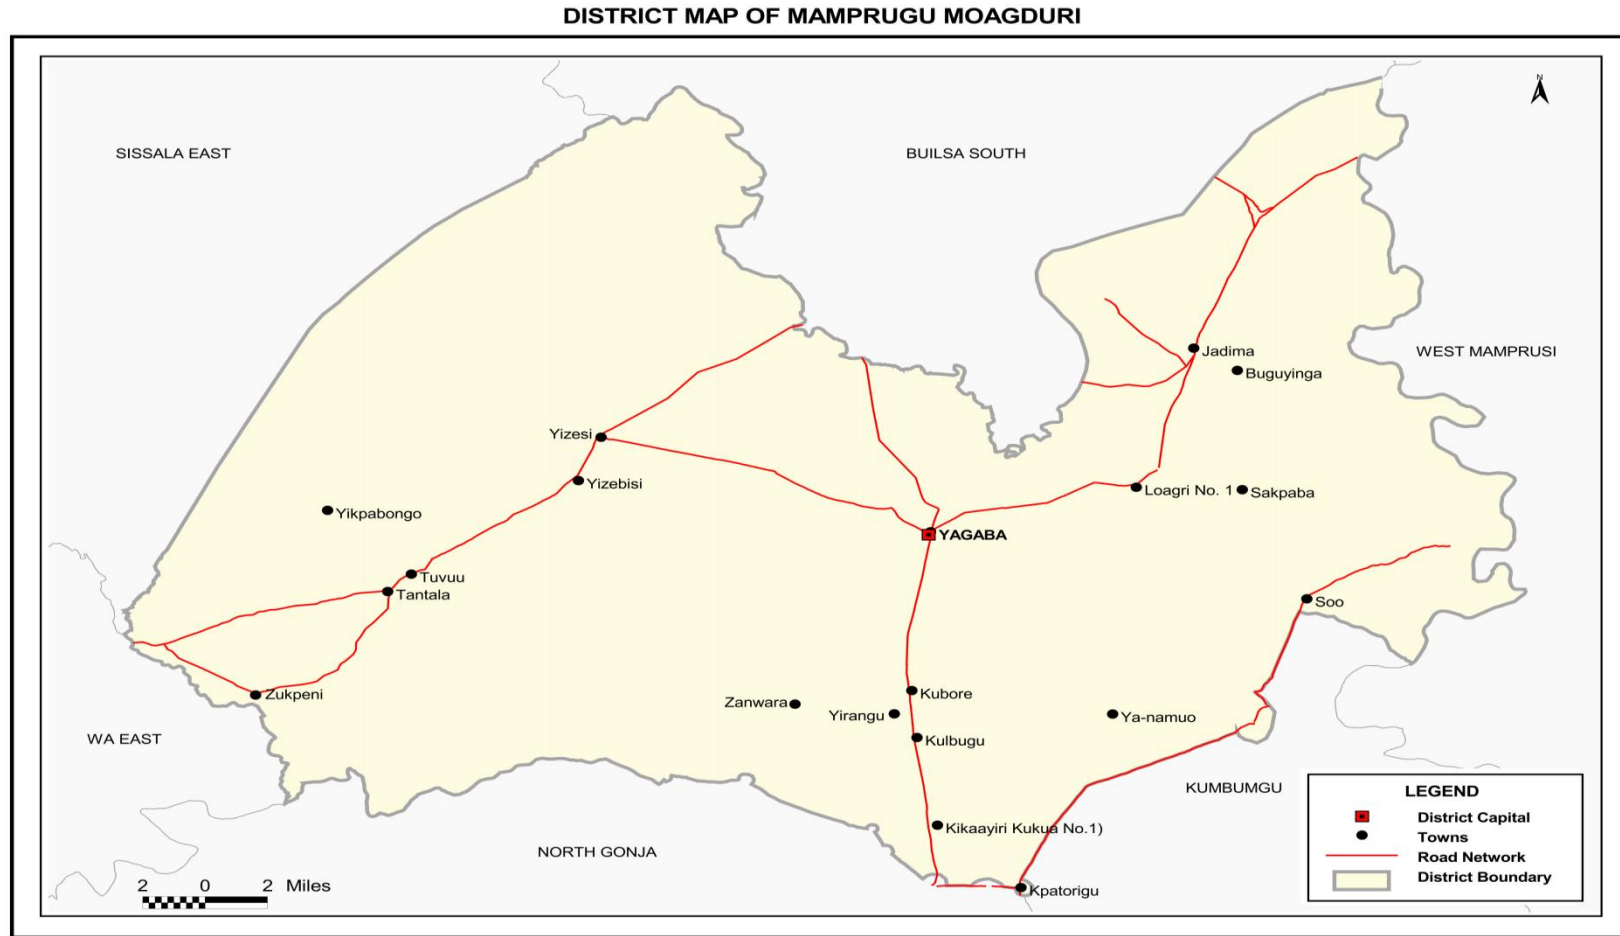 DISTRICT MAP OF MAMPRUGU MOAGDURI
N
SISSALA EAST
BUILSA SOUTH
WEST MAMPRUSI
Jadima
Buguyinga
Yizesi
Yizebisi
Loagri No. 1
Sakpaba
Yikpabongo
YAGABA
Tuvuu
Tantala
Soo
Zukpeni
Kubore
Zanwara
Yirangu
Ya-namuo
WA EAST
Kulbugu
KUMBUMGU
Kikaayiri Kukua No.1)
NORTH GONJA
Kpatorigu
2 0 2 Miles
LEGEND
District Capital
Towns
Road Network
District Boundary